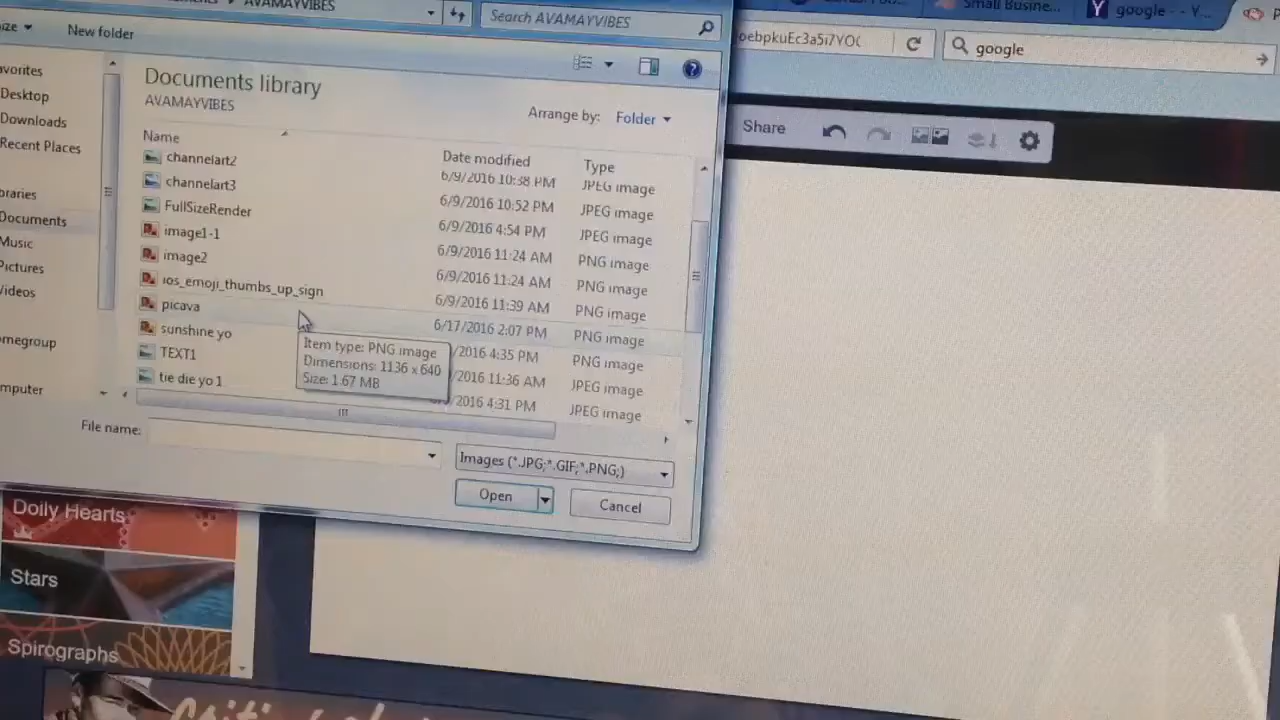 AVAMAYVIBES
Search AVAMAYVIBES
Small Busine...
google - - Y...
New folder
oebpkuEc3a5i7YO
google
Documents library
AVAMAYVIBES
Arrange by: Folder
avorites
Desktop
Downloads
Recent Places
braries
Documents
Music
Pictures
Videos
omegroup
mputer
Share
Name Date modified Type
channelart2 6/9/2016 10:38 PM JPEG image
channelart3 6/9/2016 10:52 PM JPEG image
FullSizeRender 6/9/2016 4:54 PM JPEG image
image1-1 6/9/2016 11:24 AM PNG image
image2 6/9/2016 11:24 AM PNG image
ios_emoji_thumbs_up_sign 6/9/2016 11:39 AM PNG image
picava 6/17/2016 2:07 PM PNG image
sunshine yo /2016 4:35 PM PNG image
TEXT1 /2016 11:36 AM JPEG image
tie die yo 1 /2016 4:31 PM JPEG image
Item type: PNG image
Dimensions: 1136 x 640
Size: 1.67 MB
File name:
Images (*.JPG;*.GIF;*.PNG;)
Open Cancel
Doily Hearts
Stars
Spirographs